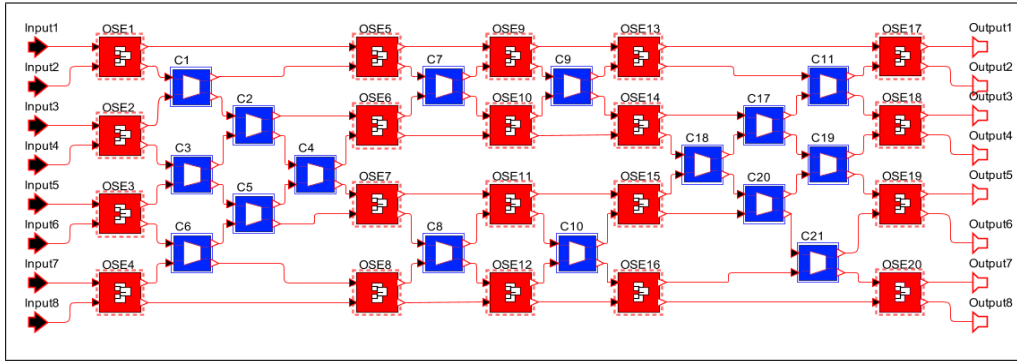 Input1
OSE1
OSE5
OSE9
OSE13
OSE17
Output1
Input2
C1
C7
C9
C11
Output2
Input3
OSE2
C2
OSE6
OSE10
OSE14
C17
OSE18
Output3
Input4
C3
C4
C18
C19
Output4
Input5
OSE3
C5
OSE7
OSE11
OSE15
C20
OSE19
Output5
Input6
C6
C8
C10
C21
Output6
Input7
OSE4
OSE8
OSE12
OSE16
OSE20
Output7
Input8
Output8